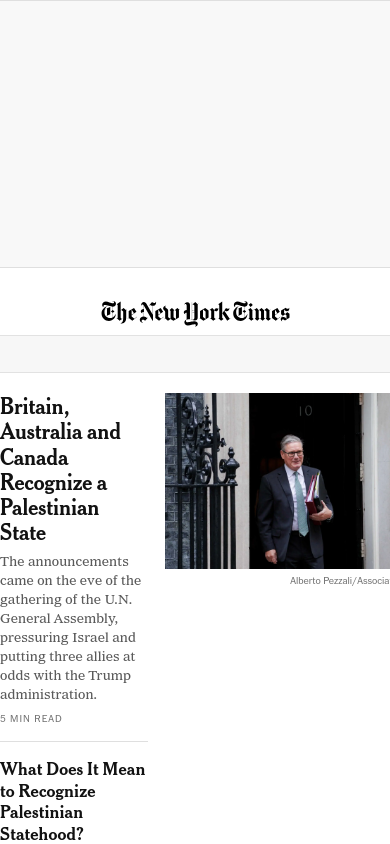 The New York Times
Britain,
Australia and
Canada
Recognize a
Palestinian
State
The announcements
came on the eve of the
gathering of the U.N.
General Assembly,
pressuring Israel and
putting three allies at
odds with the Trump
administration.
5 MIN READ
10
Alberto Pezzali/Associa
What Does It Mean
to Recognize
Palestinian
Statehood?